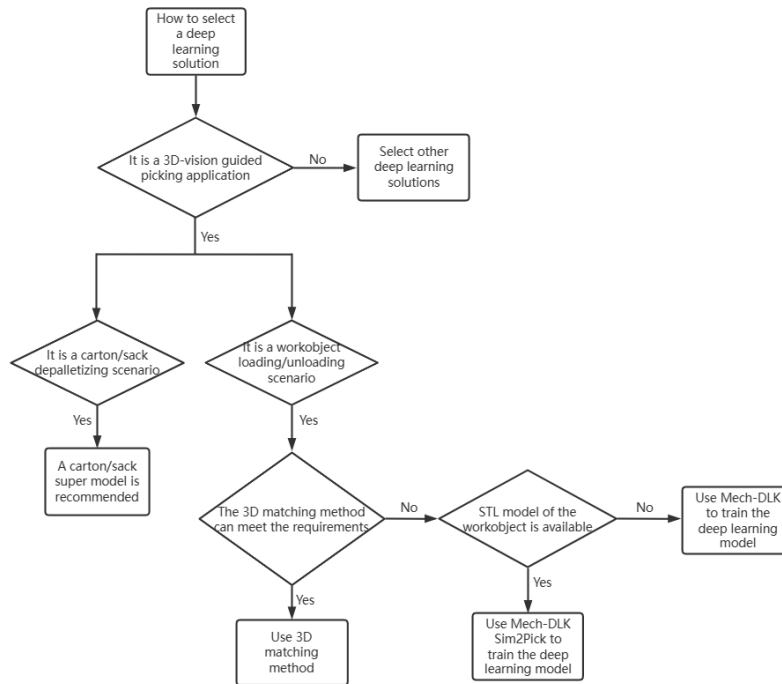 How to select
a deep
learning
solution
It is a 3D-vision guided
picking application
No
Select other
deep learning
solutions
Yes
It is a carton/sack
depalletizing scenario
It is a workobject
loading/unloading
scenario
Yes
Yes
A carton/sack
super model is
recommended
The 3D matching method
can meet the requirements
No
STL model of the
workobject is available
No
Use Mech-DLK
to train the
deep learning
model
Yes
Yes
Use 3D
matching
method
Use Mech-DLK
Sim2Pick to
train the deep
learning model